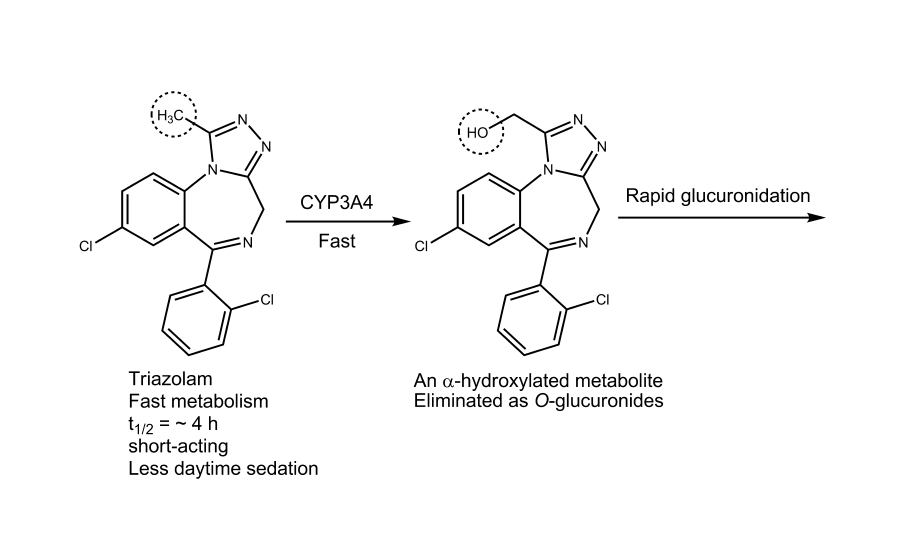 H₃C
N
N
N
N
Cl
Cl
CYP3A4
Fast
HO
N
N
N
N
Cl
Cl
Rapid glucuronidation
Triazolam
Fast metabolism
t₁/₂ = ~ 4 h
short-acting
Less daytime sedation
An α-hydroxylated metabolite
Eliminated as O-glucuronides